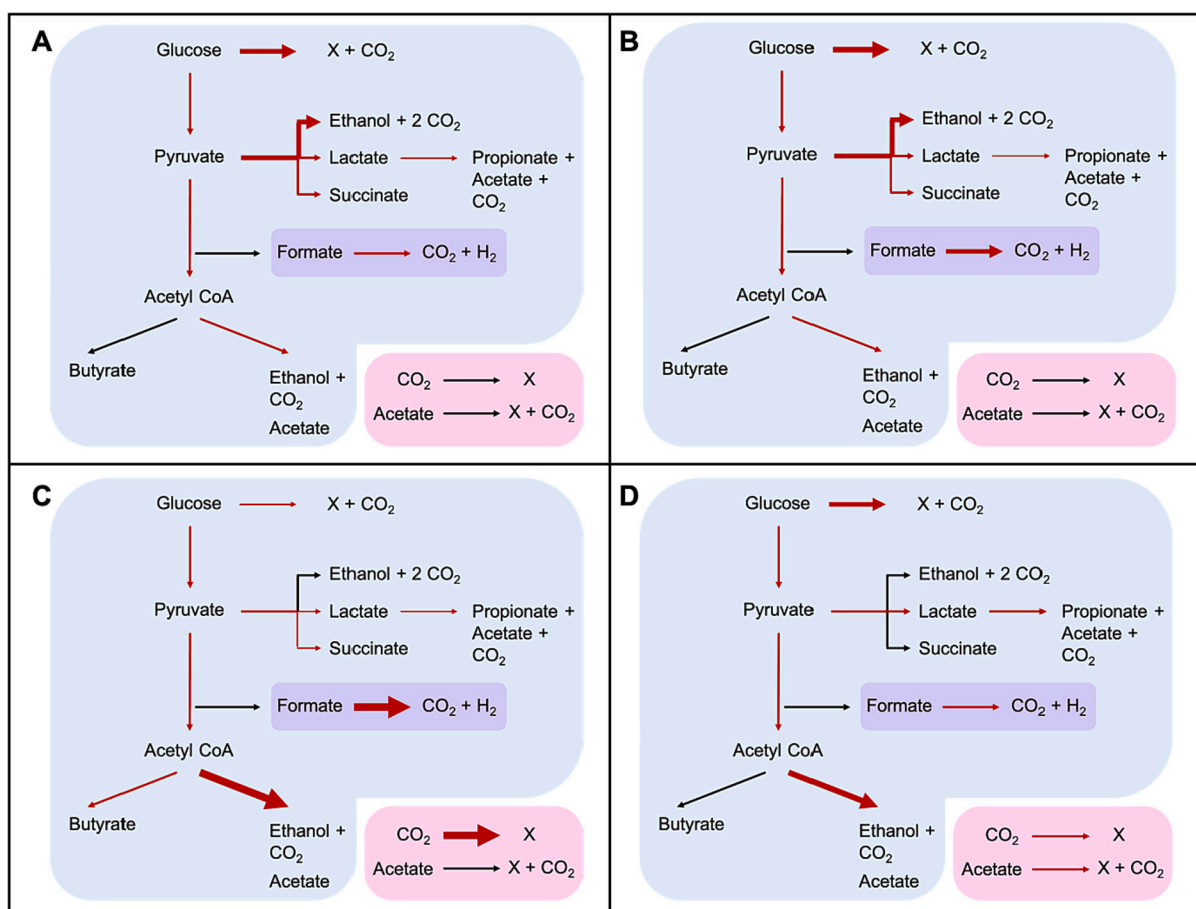 A
Glucose
X + CO₂
Ethanol + 2 CO₂
Pyruvate
Lactate
Propionate +
Acetate +
CO₂
Succinate
Formate
CO₂ + H₂
Acetyl CoA
Butyrate
Ethanol +
CO₂
Acetate
CO₂
X
Acetate
X + CO₂
B
Glucose
X + CO₂
Ethanol + 2 CO₂
Pyruvate
Lactate
Propionate +
Acetate +
CO₂
Succinate
Formate
CO₂ + H₂
Acetyl CoA
Butyrate
Ethanol +
CO₂
Acetate
CO₂
X
Acetate
X + CO₂
C
Glucose
X + CO₂
Ethanol + 2 CO₂
Pyruvate
Lactate
Propionate +
Acetate +
CO₂
Succinate
Formate
CO₂ + H₂
Acetyl CoA
Butyrate
Ethanol +
CO₂
Acetate
CO₂
X
Acetate
X + CO₂
D
Glucose
X + CO₂
Ethanol + 2 CO₂
Pyruvate
Lactate
Propionate +
Acetate +
CO₂
Succinate
Formate
CO₂ + H₂
Acetyl CoA
Butyrate
Ethanol +
CO₂
Acetate
CO₂
X
Acetate
X + CO₂